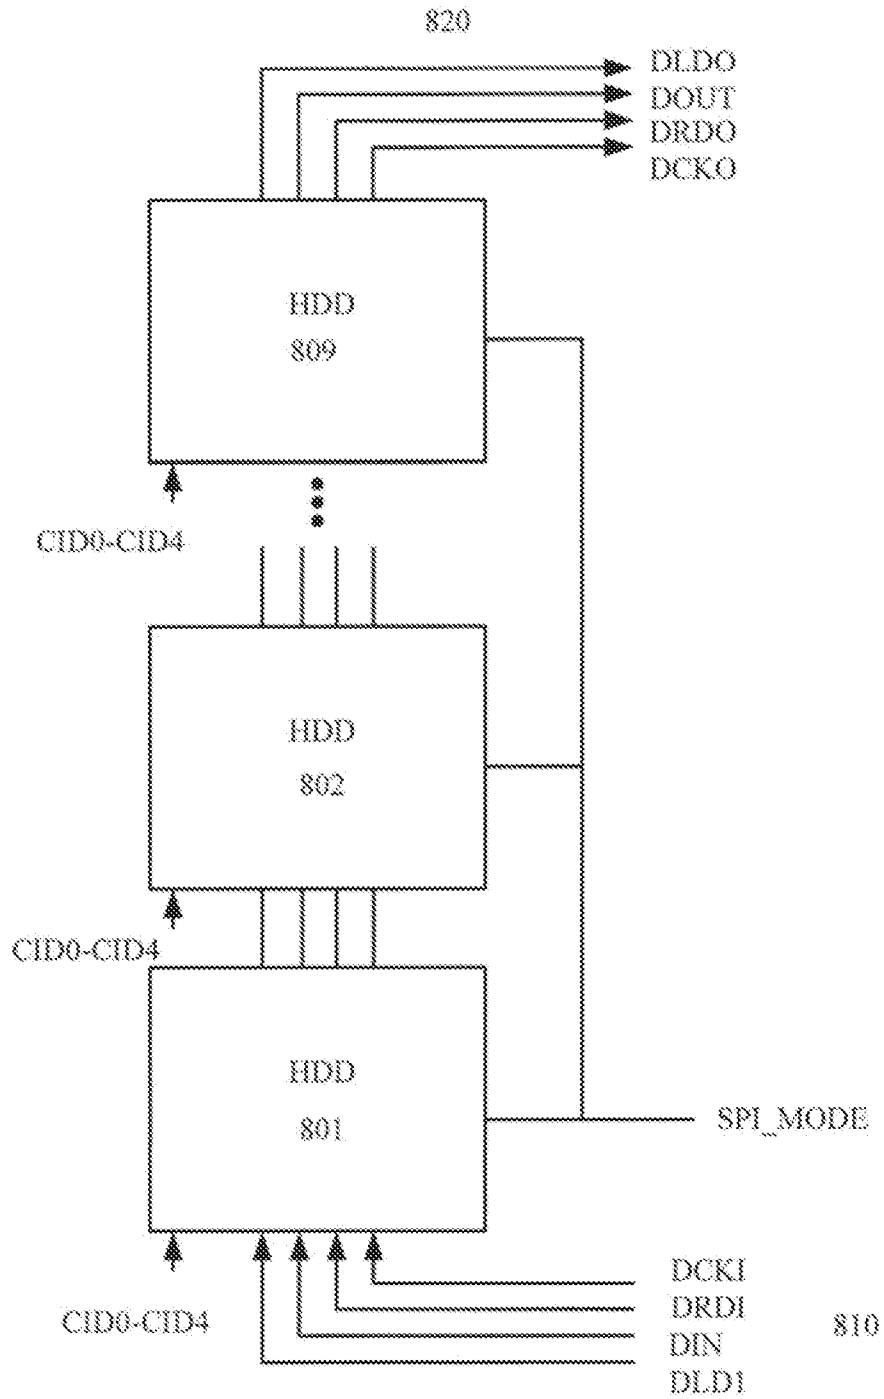 820
DLDO
DOUT
DRDO
DCKO
HDD
809
CID0-CID4
HDD
802
CID0-CID4
HDD
801
SPI_MODE
CID0-CID4
DCKI
DRDI
810
DIN
DLD1